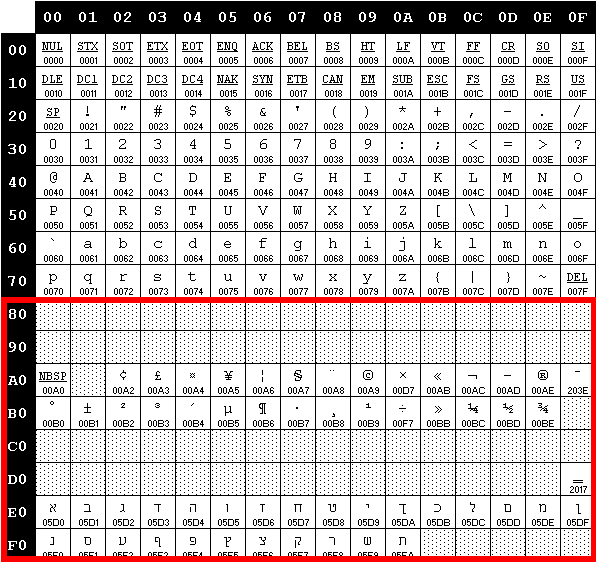 00 01 02 03 04 05 06 07 08 09 0A 0B 0C 0D 0E 0F
00 NUL STX SOT ETX EOT ENQ ACK BEL BS HT LF VT FF CR SO SI
0000 0001 0002 0003 0004 0005 0006 0007 0008 0009 000A 000B 000C 000D 000E 000F
10 DLE DC1 DC2 DC3 DC4 NAK SYN ETB CAN EM SUB ESC FS GS RS US
0010 0011 0012 0013 0014 0015 0016 0017 0018 0019 001A 001B 001C 001D 001E 001F
20 SP ! " # $ % & ' ( ) * + , - . /
0020 0021 0022 0023 0024 0025 0026 0027 0028 0029 002A 002B 002C 002D 002E 002F
30 0 1 2 3 4 5 6 7 8 9 : ; < = > ?
0030 0031 0032 0033 0034 0035 0036 0037 0038 0039 003A 003B 003C 003D 003E 003F
40 @ A B C D E F G H I J K L M N O
0040 0041 0042 0043 0044 0045 0046 0047 0048 0049 004A 004B 004C 004D 004E 004F
50 P Q R S T U V W X Y Z [ \ ] ^ _
0050 0051 0052 0053 0054 0055 0056 0057 0058 0059 005A 005B 005C 005D 005E 005F
60 ` a b c d e f g h i j k l m n o
0060 0061 0062 0063 0064 0065 0066 0067 0068 0069 006A 006B 006C 006D 006E 006F
70 p q r s t u v w x y z { | } ~ DEL
0070 0071 0072 0073 0074 0075 0076 0077 0078 0079 007A 007B 007C 007D 007E 007F
80
90
A0 NBSP ¢ £ ¤ ¥ ¦ § ¨ © × « ¬ - ® ‾
00A0 00A2 00A3 00A4 00A5 00A6 00A7 00A8 00A9 00D7 00AB 00AC 00AD 00AE 203E
B0 ° ± ² ³ ´ µ ¶ · ¸ ¹ ÷ » ¼ ½ ¾
00B0 00B1 00B2 00B3 00B4 00B5 00B6 00B7 00B8 00B9 00F7 00BB 00BC 00BD 00BE
C0
D0 ‗
2017
E0 א ב ג ד ה ו ז ח ט י ך כ ל ם מ ן
05D0 05D1 05D2 05D3 05D4 05D5 05D6 05D7 05D8 05D9 05DA 05DB 05DC 05DD 05DE 05DF
F0 נ ס ע ף פ ץ צ ק ר ש ת
05E0 05E1 05E2 05E3 05E4 05E5 05E6 05E7 05E8 05E9 05EA